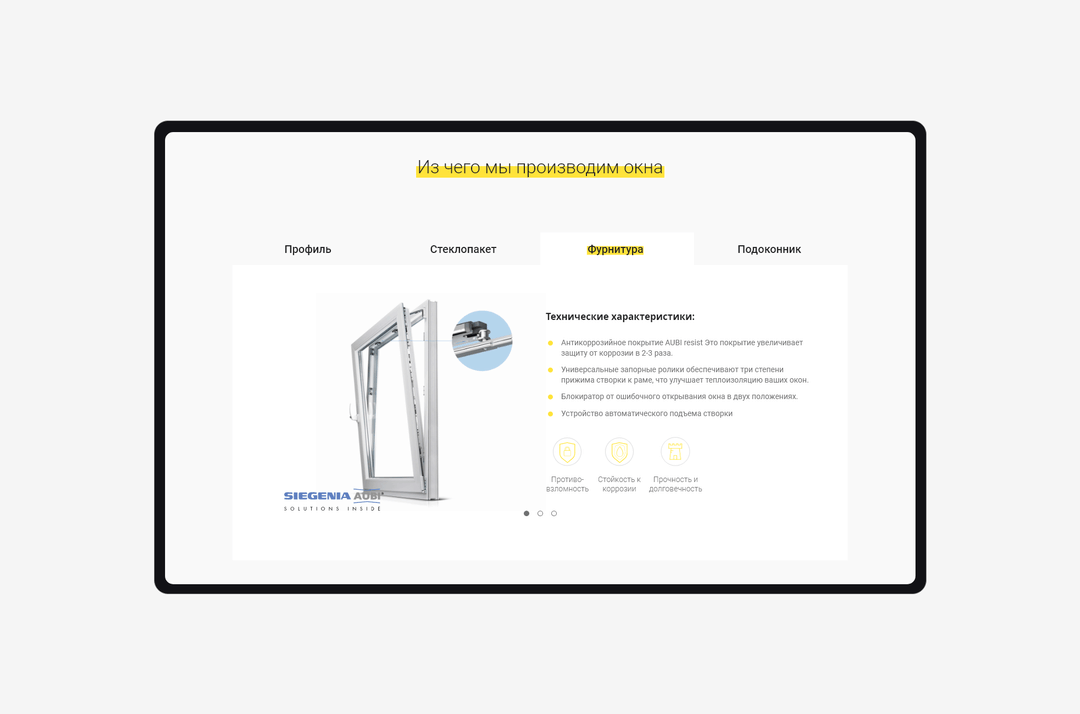 Из чего мы производим окна
Профиль
Стеклопакет
Фурнитура
Подоконник
SIEGENIA AUBI
SOLUTIONS INSIDE
Технические характеристики:
Антикоррозийное покрытие AUBI resist Это покрытие увеличивает
защиту от коррозии в 2-3 раза.
Универсальные запорные ролики обеспечивают три степени
прижима створки к раме, что улучшает теплоизоляцию ваших окон.
Блокиратор от ошибочного открывания окна в двух положениях.
Устройство автоматического подъема створки
Противо-
взломность
Стойкость к
коррозии
Прочность и
долговечность